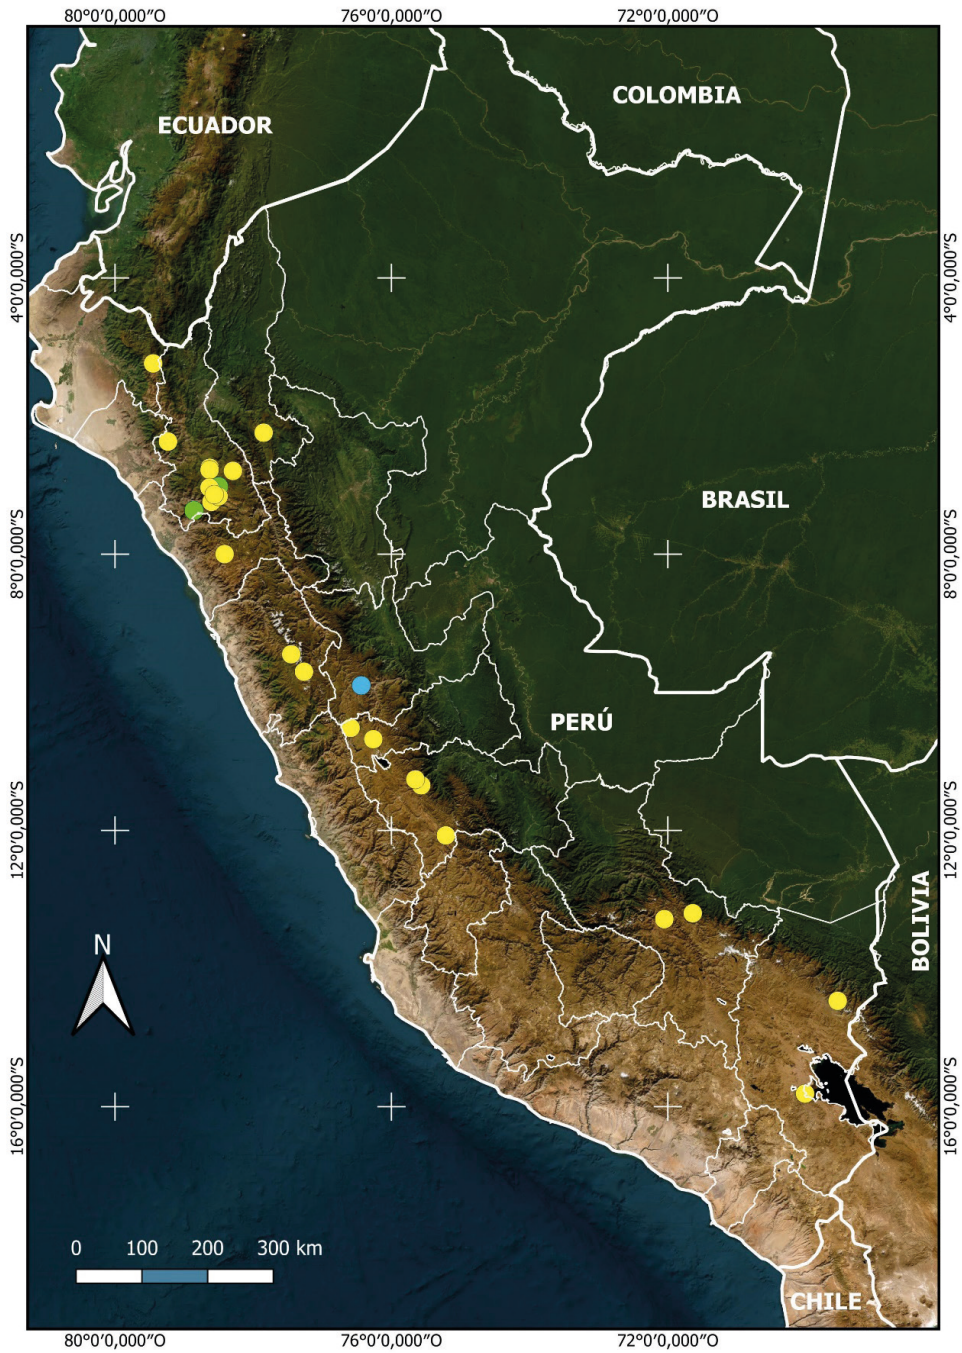 80°0'0,000"O 76°0'0,000"O 72°0'0,000"O
COLOMBIA
ECUADOR
4°0'0,000"S 4°0'0,000"S
BRASIL
8°0'0,000"S 8°0'0,000"S
PERÚ
12°0'0,000"S 12°0'0,000"S
BOLIVIA
N
16°0'0,000"S 16°0'0,000"S
0 100 200 300 km
CHILE
80°0'0,000"O 76°0'0,000"O 72°0'0,000"O